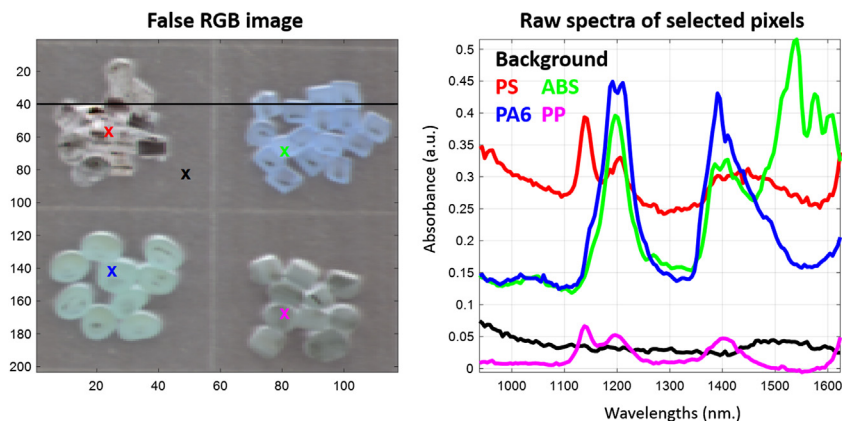 False RGB image
0
20
40
60
80
100
120
140
160
180
200
20
40
60
80
100
x
x
x
x
x
Raw spectra of selected pixels
Absorbance (a.u.)
0.5
0.45
0.4
0.35
0.3
0.25
0.2
0.15
0.1
0.05
0
Background
PS ABS
PA6 PP
1000
1100
1200
1300
1400
1500
1600
Wavelengths (nm.)